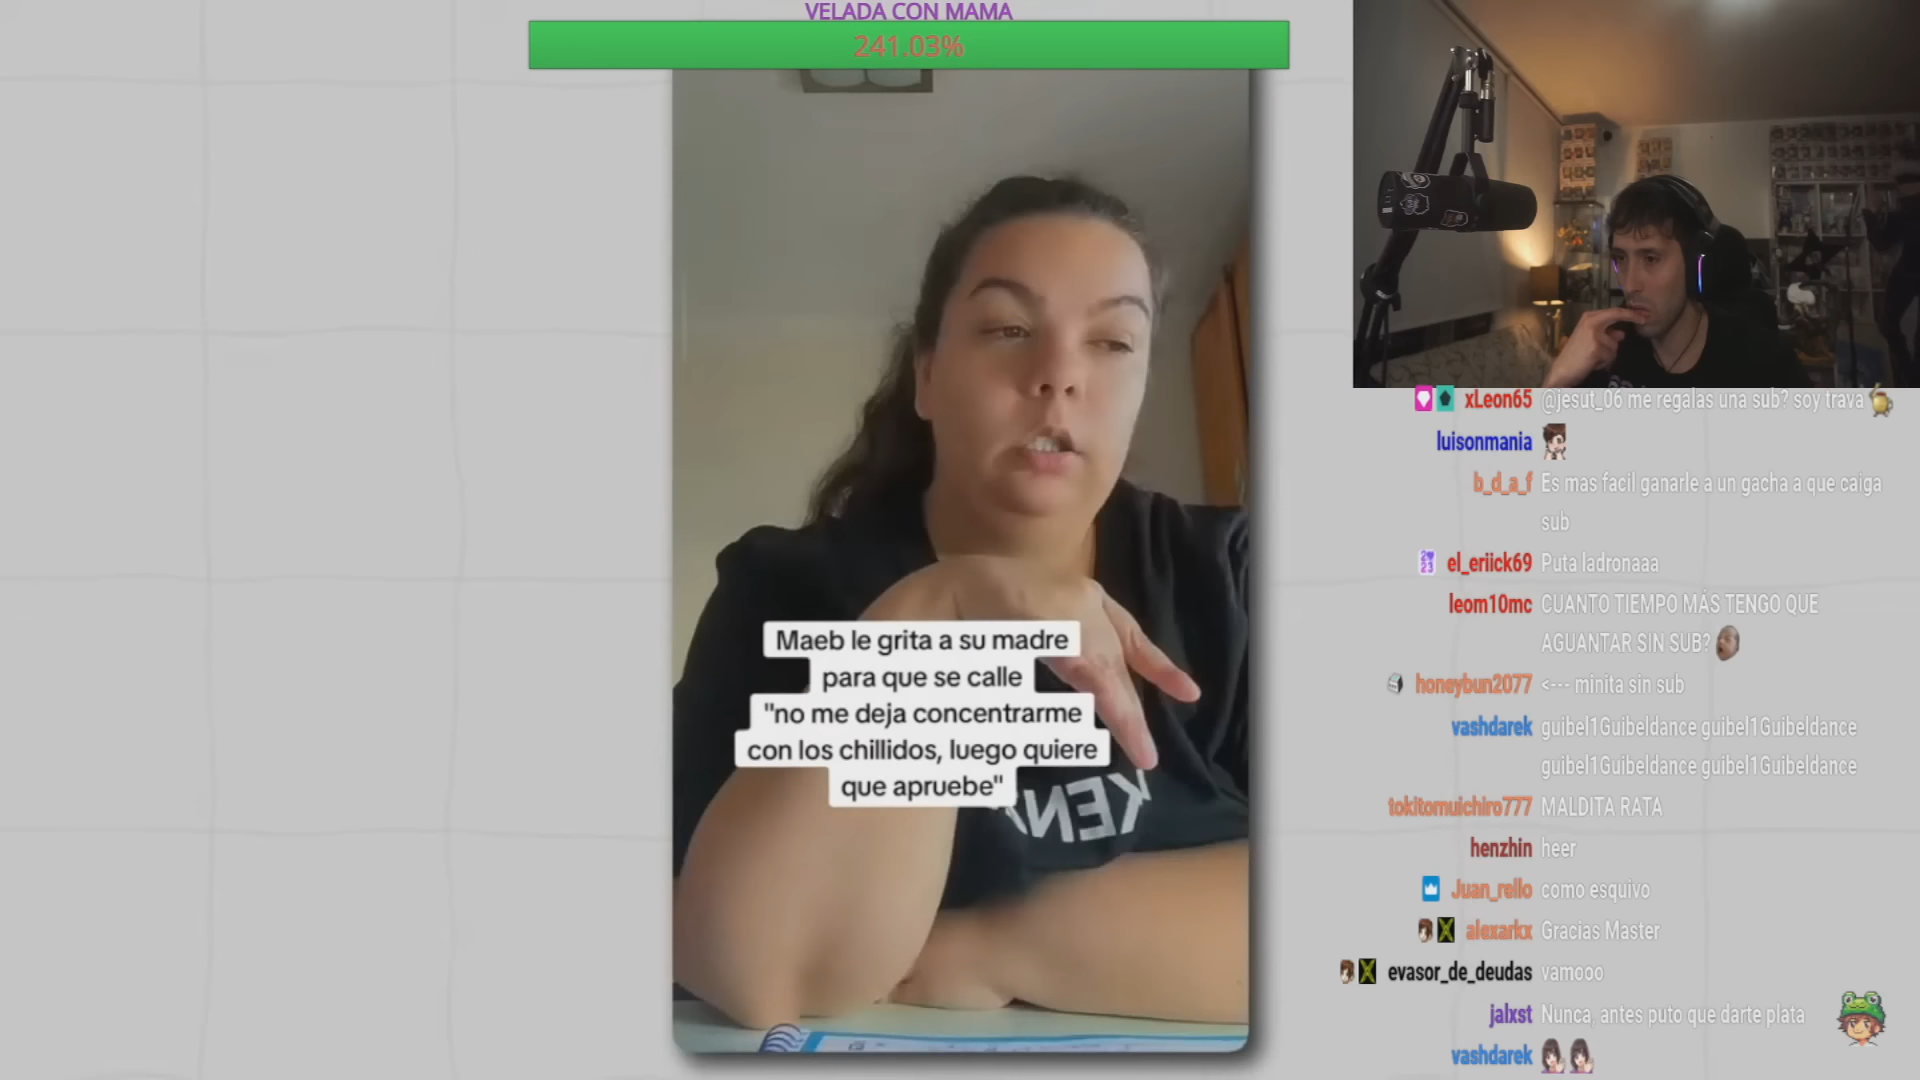 VELADA CON MAMA
241.03%
Maeb le grita a su madre
para que se calle
"no me deja concentrarme
con los chillidos, luego quiere
que apruebe"
KEN
xLeon65 @jesut_06 me regalas una sub? soy trava
luisonmania
b_d_a_f Es mas facil ganarle a un gacha a que caiga
sub
el_eriick69 Puta ladronaaa
leom10mc CUANTO TIEMPO MÁS TENGO QUE
AGUANTAR SIN SUB?
honeybun2077 <--- minita sin sub
vashdarek guibel1Guibeldance guibel1Guibeldance
guibel1Guibeldance guibel1Guibeldance
tokitomuichiro777 MALDITA RATA
henzhin heer
Juan_rello como esquivo
alexarkx Gracias Master
evasor_de_deudas vamooo
jalxst Nunca, antes puto que darte plata
vashdarek